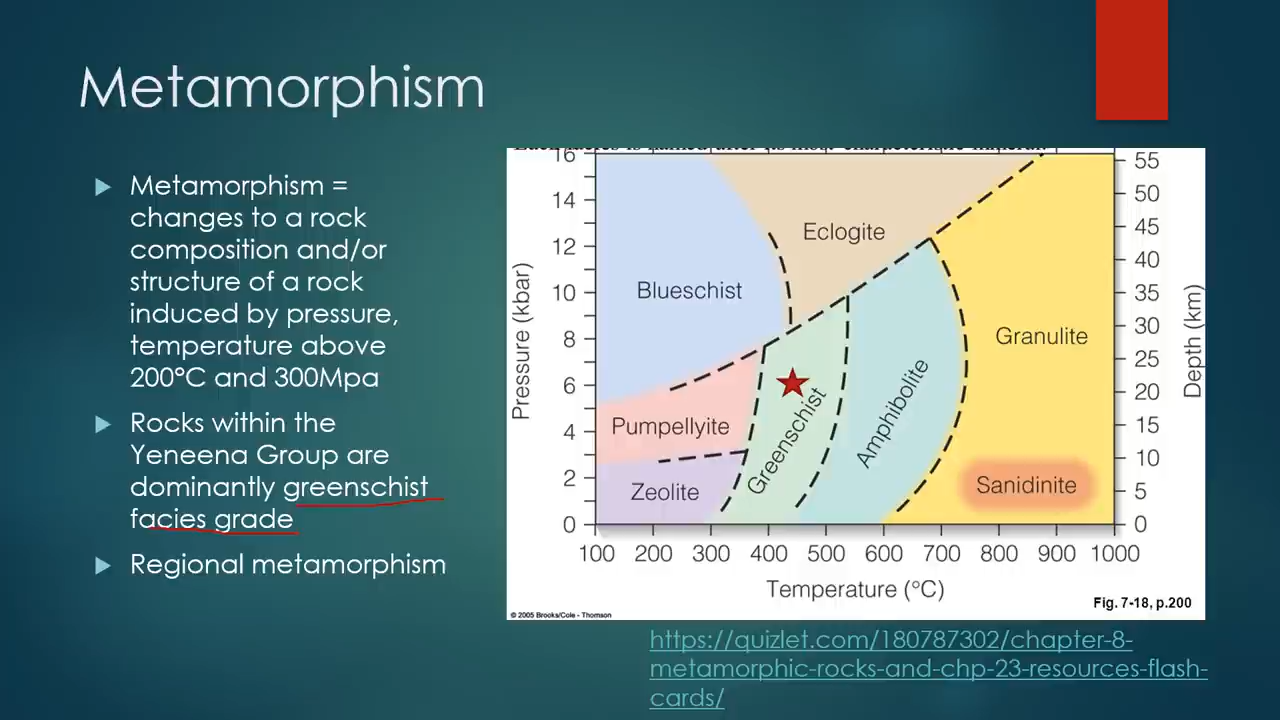 Metamorphism
Metamorphism =
changes to a rock
composition and/or
structure of a rock
induced by pressure,
temperature above
200°C and 300Mpa
Rocks within the
Yeneena Group are
dominantly greenschist
facies grade
Regional metamorphism
16
14
12
10
8
6
4
2
0
Pressure (kbar)
Eclogite
Blueschist
Granulite
Pumpellyite
Greenschist
Amphibolite
Zeolite
Sanidinite
55
50
45
40
35
30
25
20
15
10
5
0
Depth (km)
100 200 300 400 500 600 700 800 900 1000
Temperature (°C)
Fig. 7-18, p.200
© 2005 Brooks/Cole - Thomson
https://quizlet.com/180787302/chapter-8-
metamorphic-rocks-and-chp-23-resources-flash-
cards/